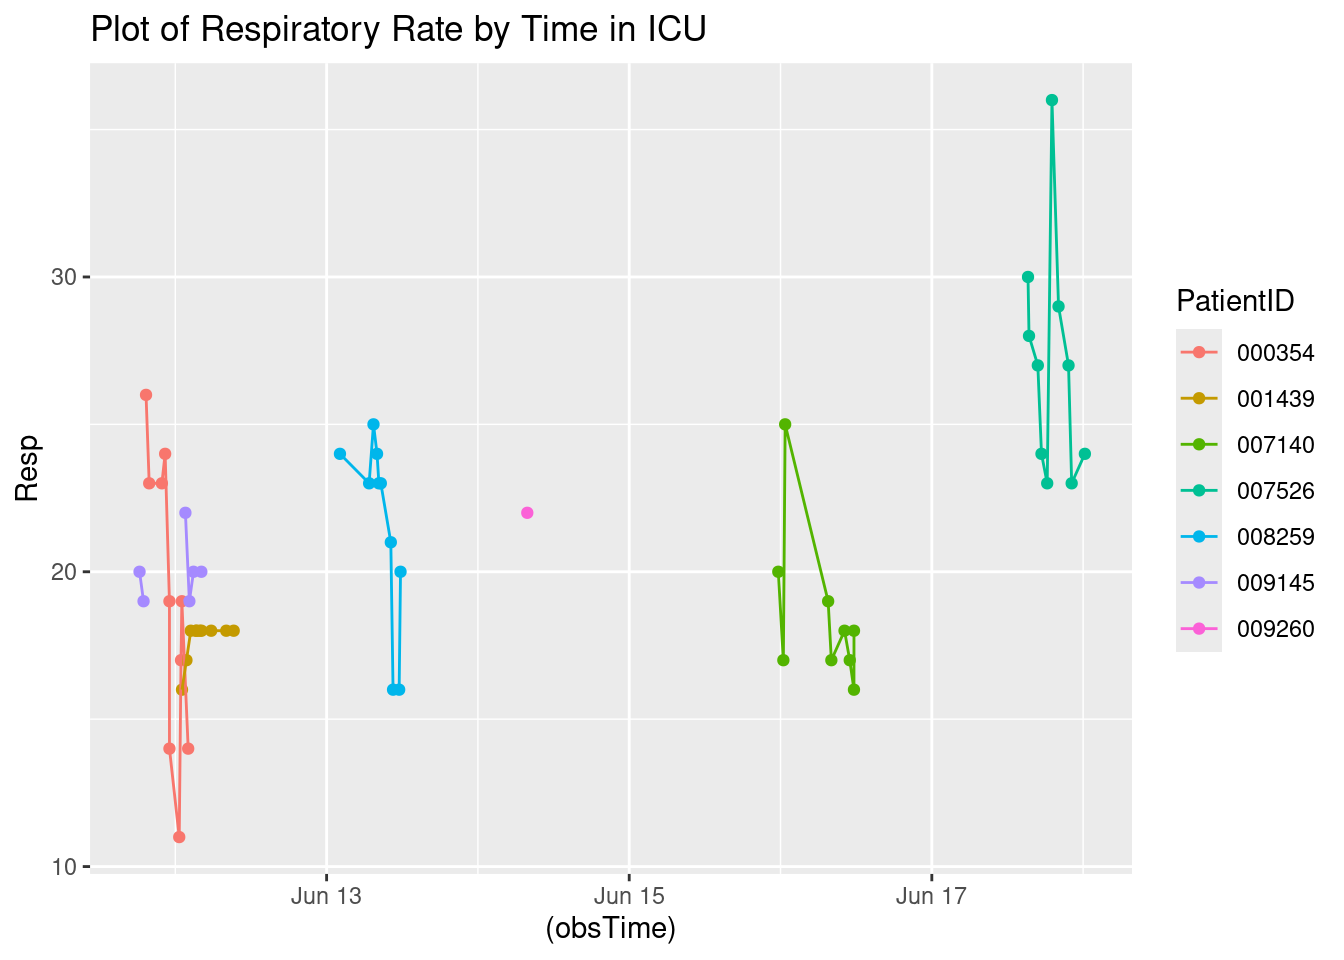 Plot of Respiratory Rate by Time in ICU
Resp
30
20
10
Jun 13
Jun 15
Jun 17
(obsTime)
PatientID
000354
001439
007140
007526
008259
009145
009260